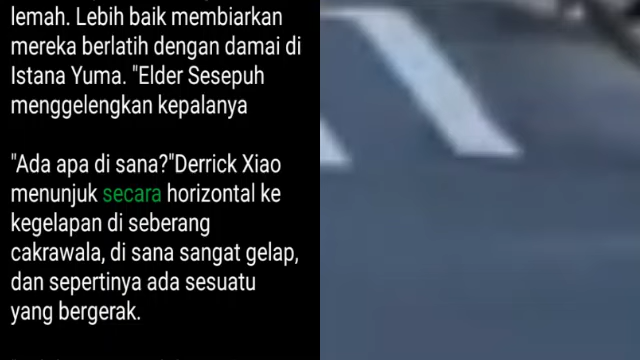 lemah. Lebih baik membiarkan
mereka berlatih dengan damai di
Istana Yuma. "Elder Sesepuh
menggelengkan kepalanya
"Ada apa di sana?"Derrick Xiao
menunjuk secara horizontal ke
kegelapan di seberang
cakrawala, di sana sangat gelap,
dan sepertinya ada sesuatu
yang bergerak.